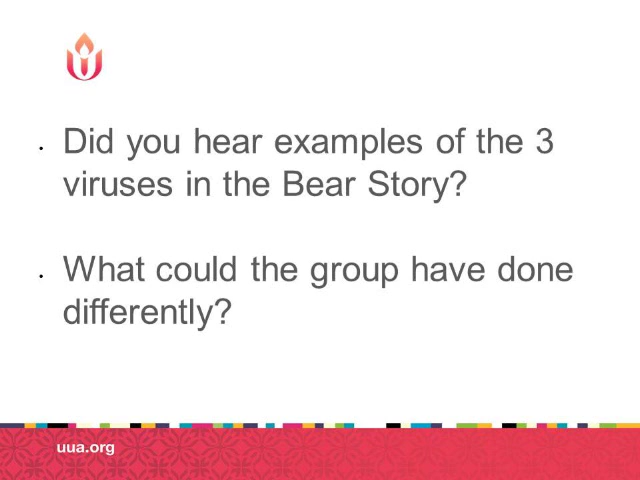 • Did you hear examples of the 3
viruses in the Bear Story?
• What could the group have done
differently?
uua.org